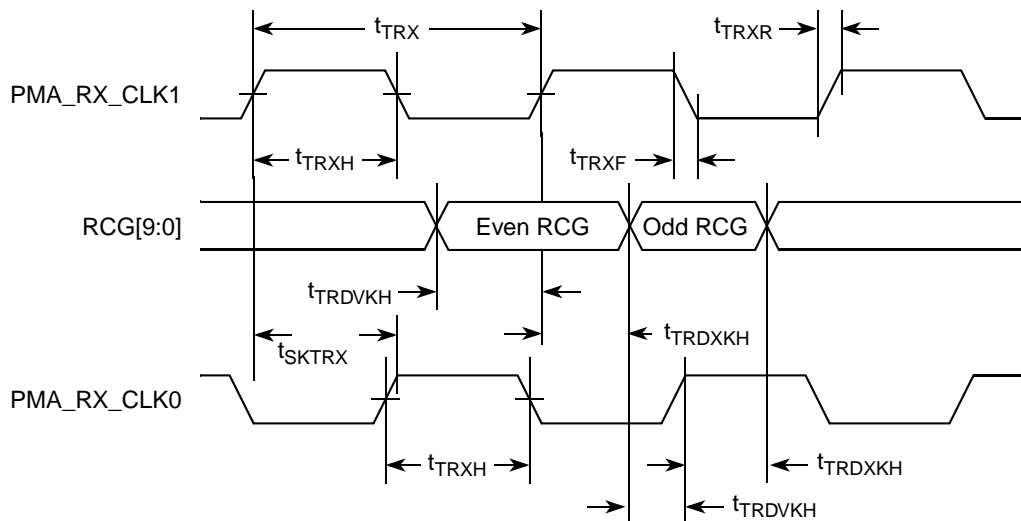 tTRX
tTRXR
PMA_RX_CLK1
tTRXH
tTRXF
RCG[9:0]
Even RCG
Odd RCG
tTRDVKH
tTRDXKH
tSKTRX
PMA_RX_CLK0
tTRXH
tTRDXKH
tTRDVKH